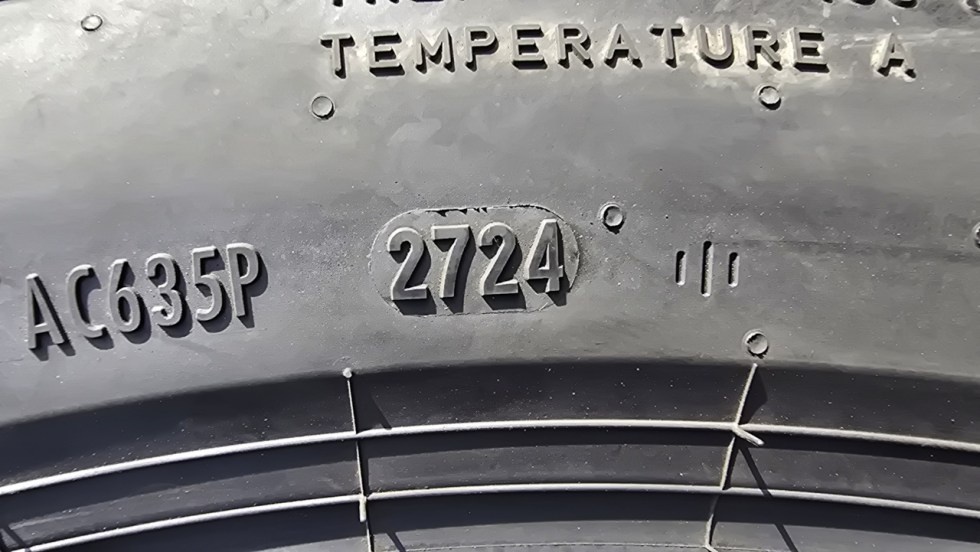 TEMPERATURE A
AC635P 2724